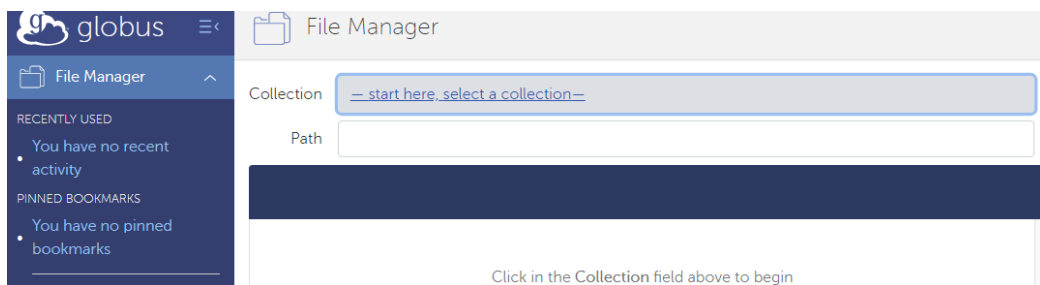 globus
File Manager
File Manager
Collection
— start here, select a collection—
RECENTLY USED
You have no recent
activity
Path
PINNED BOOKMARKS
You have no pinned
bookmarks
Click in the Collection field above to begin